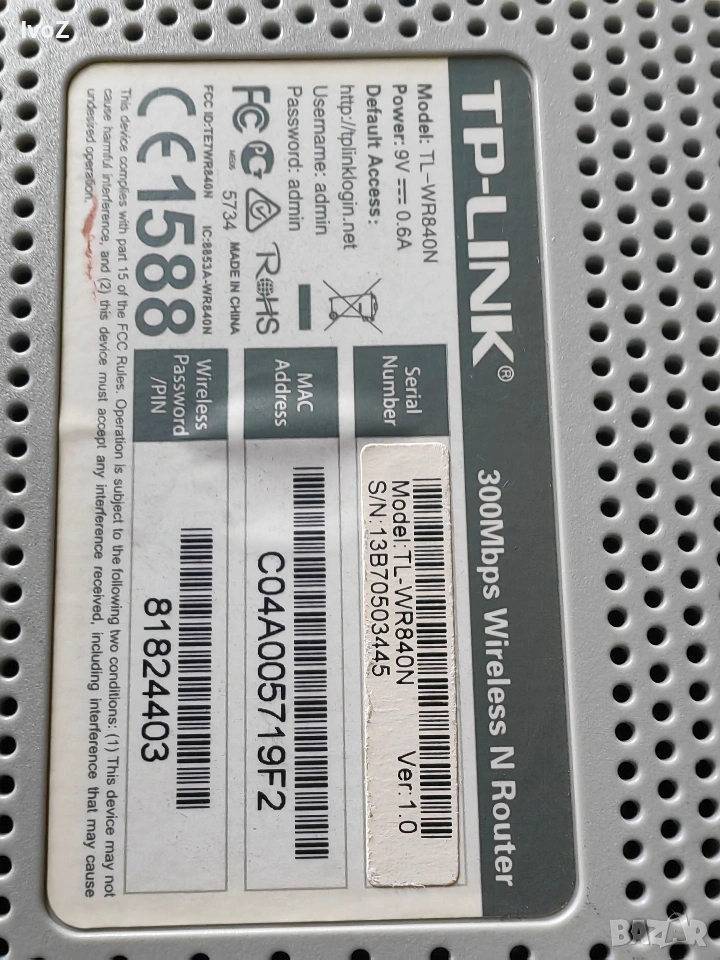 IvoZ
TP-LINK®
300Mbps Wireless N Router
Model: TL-WR840N
Power: 9V ⎓ 0.6A
Default Access:
http://tplinklogin.net
Username: admin
Password: admin
FC PCT ROHS
5734 MADE IN CHINA
FCC ID:TE7WR840N IC:8853A-WR840N
CE1588
Serial
Number
Model:TL-WR840N Ver:1.0
S/N:13B70503445
MAC
Address
C04A005719F2
Wireless
Password
/PIN
81824403
This device complies with part 15 of the FCC Rules. Operation is subject to the following two conditions: (1) This device may not
cause harmful interference, and (2) this device must accept any interference received, including interference that may cause
undesired operation.
BAZAR